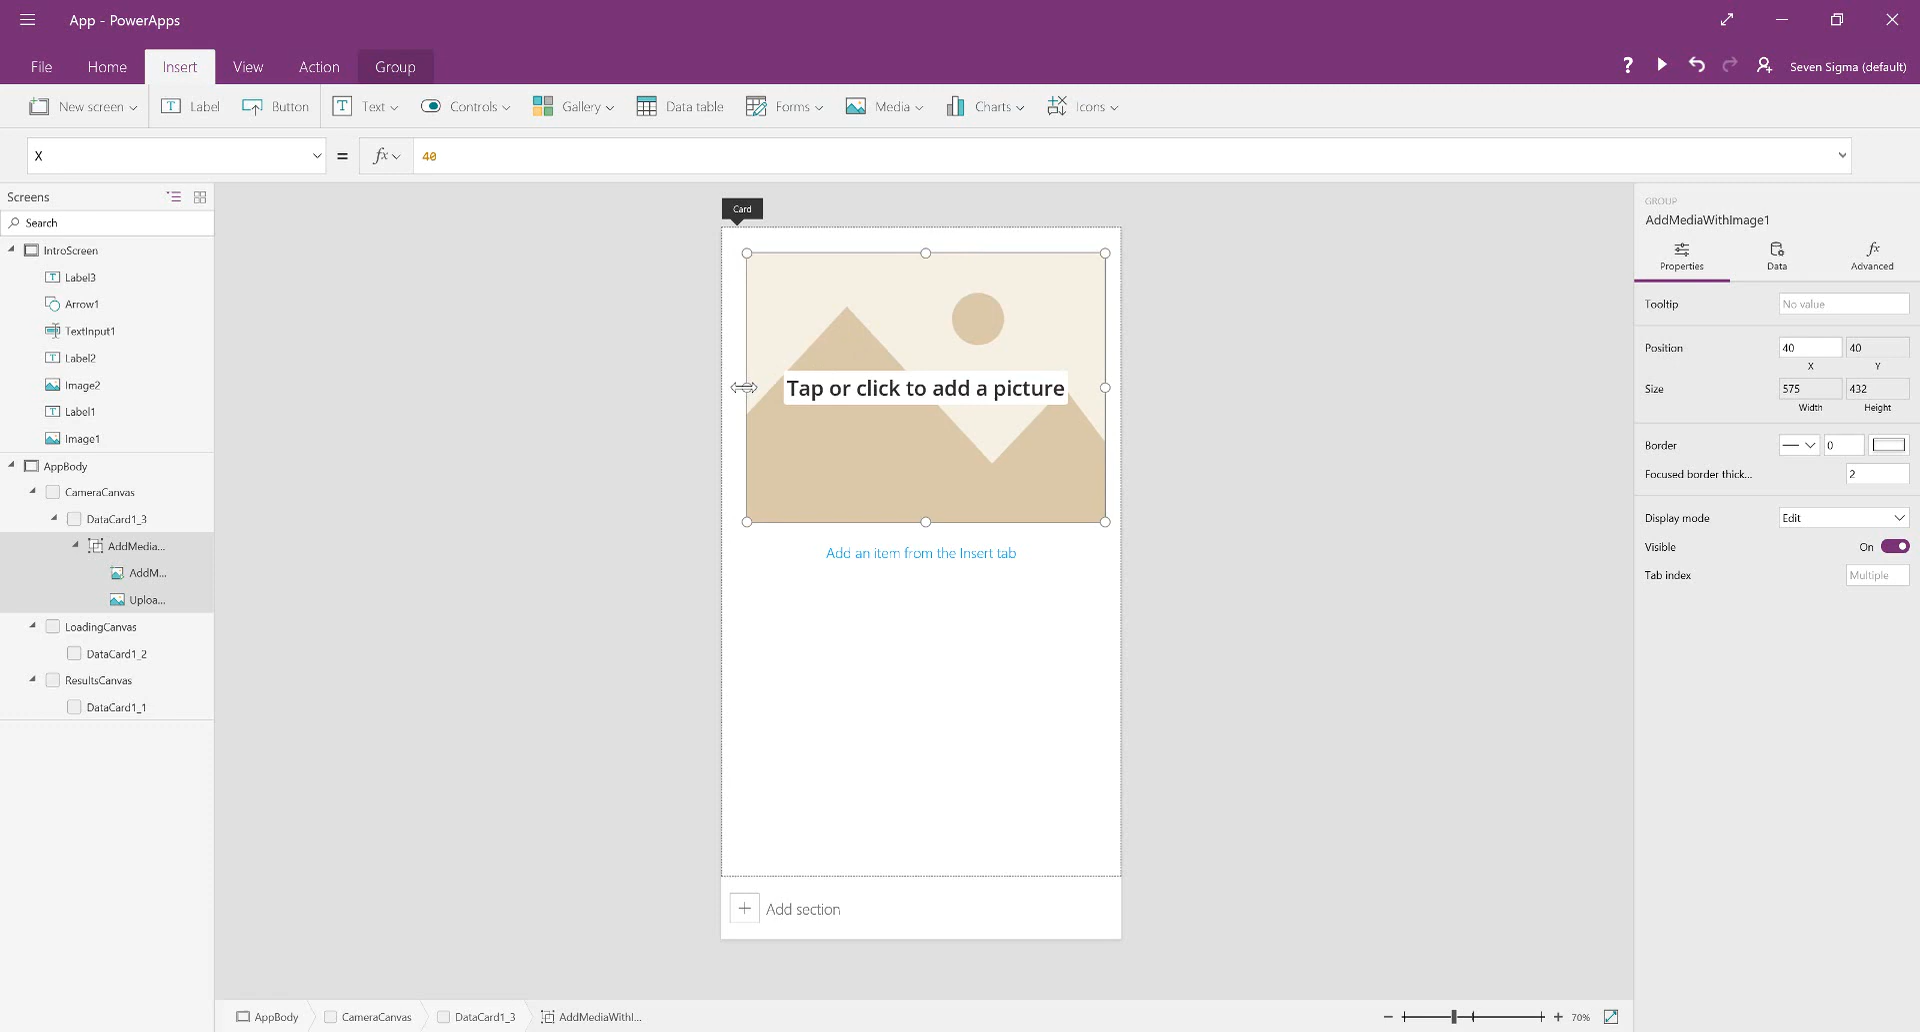 App - PowerApps
File Home Insert View Action Group
? Seven Sigma (default)
New screen Label Button Text Controls Gallery Data table Forms Media Charts Icons
X = fx 40
Screens
Search
IntroScreen
Label3
Arrow1
TextInput1
Label2
Image2
Label1
Image1
AppBody
CameraCanvas
DataCard1_3
AddMedia...
AddM...
Uploa...
LoadingCanvas
DataCard1_2
ResultsCanvas
DataCard1_1
Card
Tap or click to add a picture
Add an item from the Insert tab
Add section
GROUP
AddMediaWithImage1
Properties Data Advanced
Tooltip No value
Position 40 40
X Y
Size 575 432
Width Height
Border 0
Focused border thick... 2
Display mode Edit
Visible On
Tab index Multiple
AppBody CameraCanvas DataCard1_3 AddMediaWithI...
70%